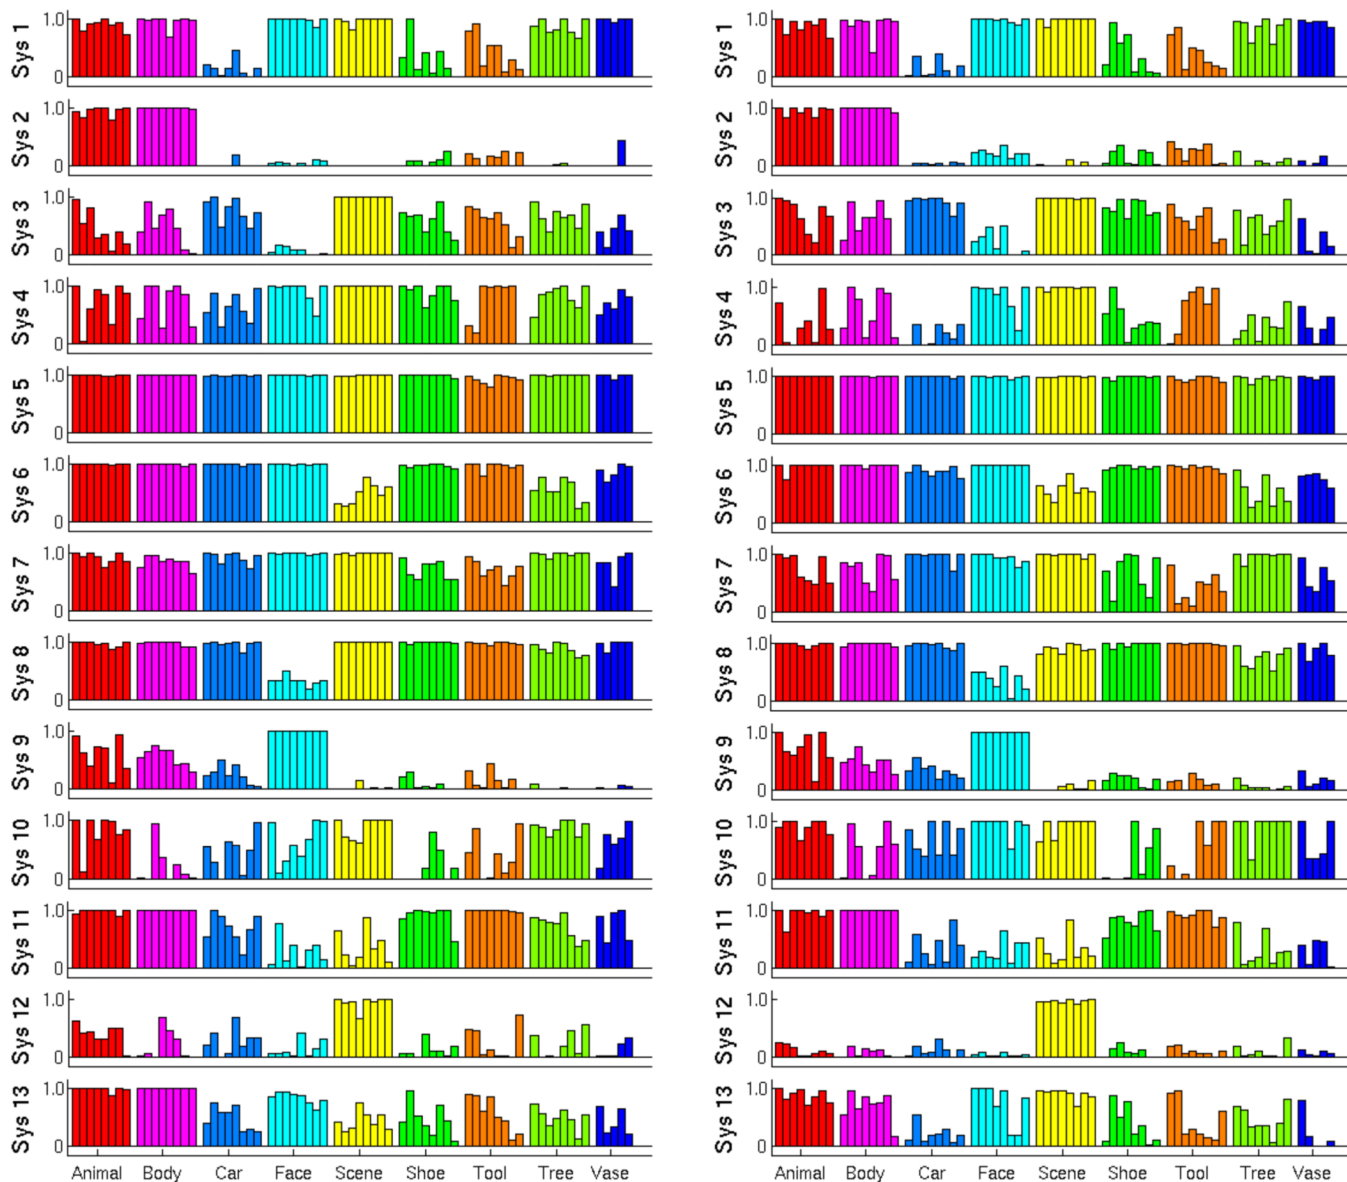 Sys 1 1.0 0 1.0 0 Sys 1
Sys 2 1.0 0 1.0 0 Sys 2
Sys 3 1.0 0 1.0 0 Sys 3
Sys 4 1.0 0 1.0 0 Sys 4
Sys 5 1.0 0 1.0 0 Sys 5
Sys 6 1.0 0 1.0 0 Sys 6
Sys 7 1.0 0 1.0 0 Sys 7
Sys 8 1.0 0 1.0 0 Sys 8
Sys 9 1.0 0 1.0 0 Sys 9
Sys 10 1.0 0 1.0 0 Sys 10
Sys 11 1.0 0 1.0 0 Sys 11
Sys 12 1.0 0 1.0 0 Sys 12
Sys 13 1.0 0 1.0 0 Sys 13
Animal Body Car Face Scene Shoe Tool Tree Vase Animal Body Car Face Scene Shoe Tool Tree Vase